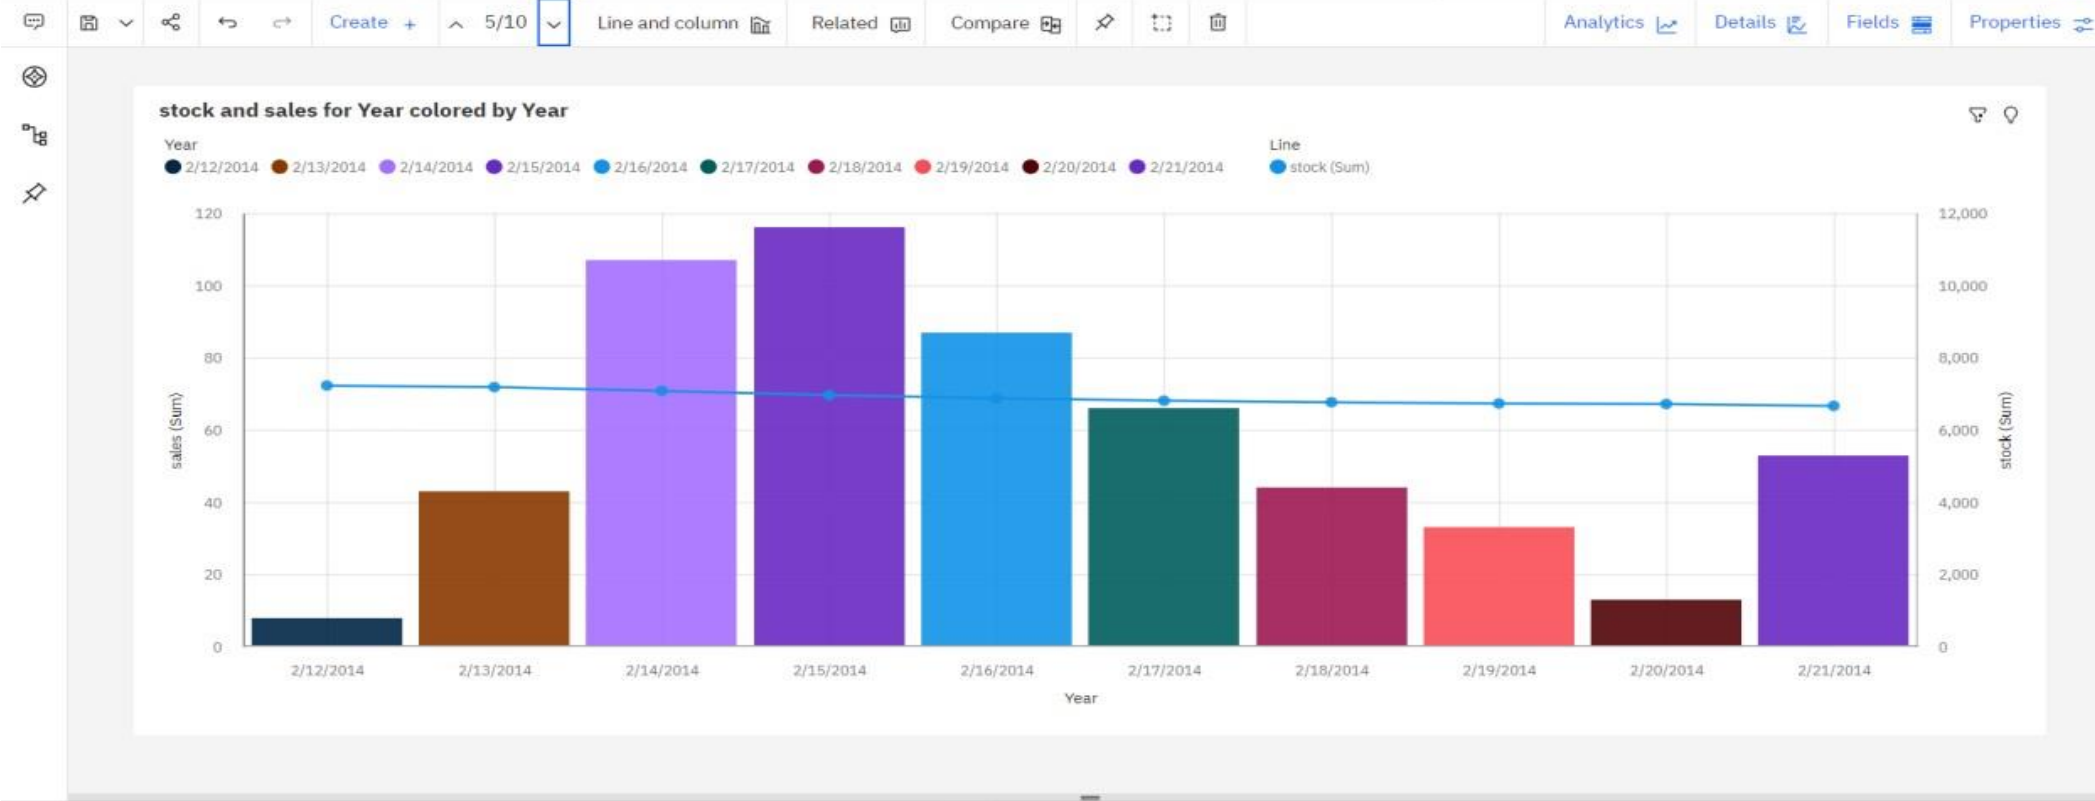 Create + 5/10 Line and column Related Compare Analytics Details Fields Properties
stock and sales for Year colored by Year
Year
2/12/2014 2/13/2014 2/14/2014 2/15/2014 2/16/2014 2/17/2014 2/18/2014 2/19/2014 2/20/2014 2/21/2014
Line
stock (Sum)
120
100
80
60
40
20
0
sales (Sum)
12,000
10,000
8,000
6,000
4,000
2,000
0
stock (Sum)
2/12/2014 2/13/2014 2/14/2014 2/15/2014 2/16/2014 2/17/2014 2/18/2014 2/19/2014 2/20/2014 2/21/2014
Year